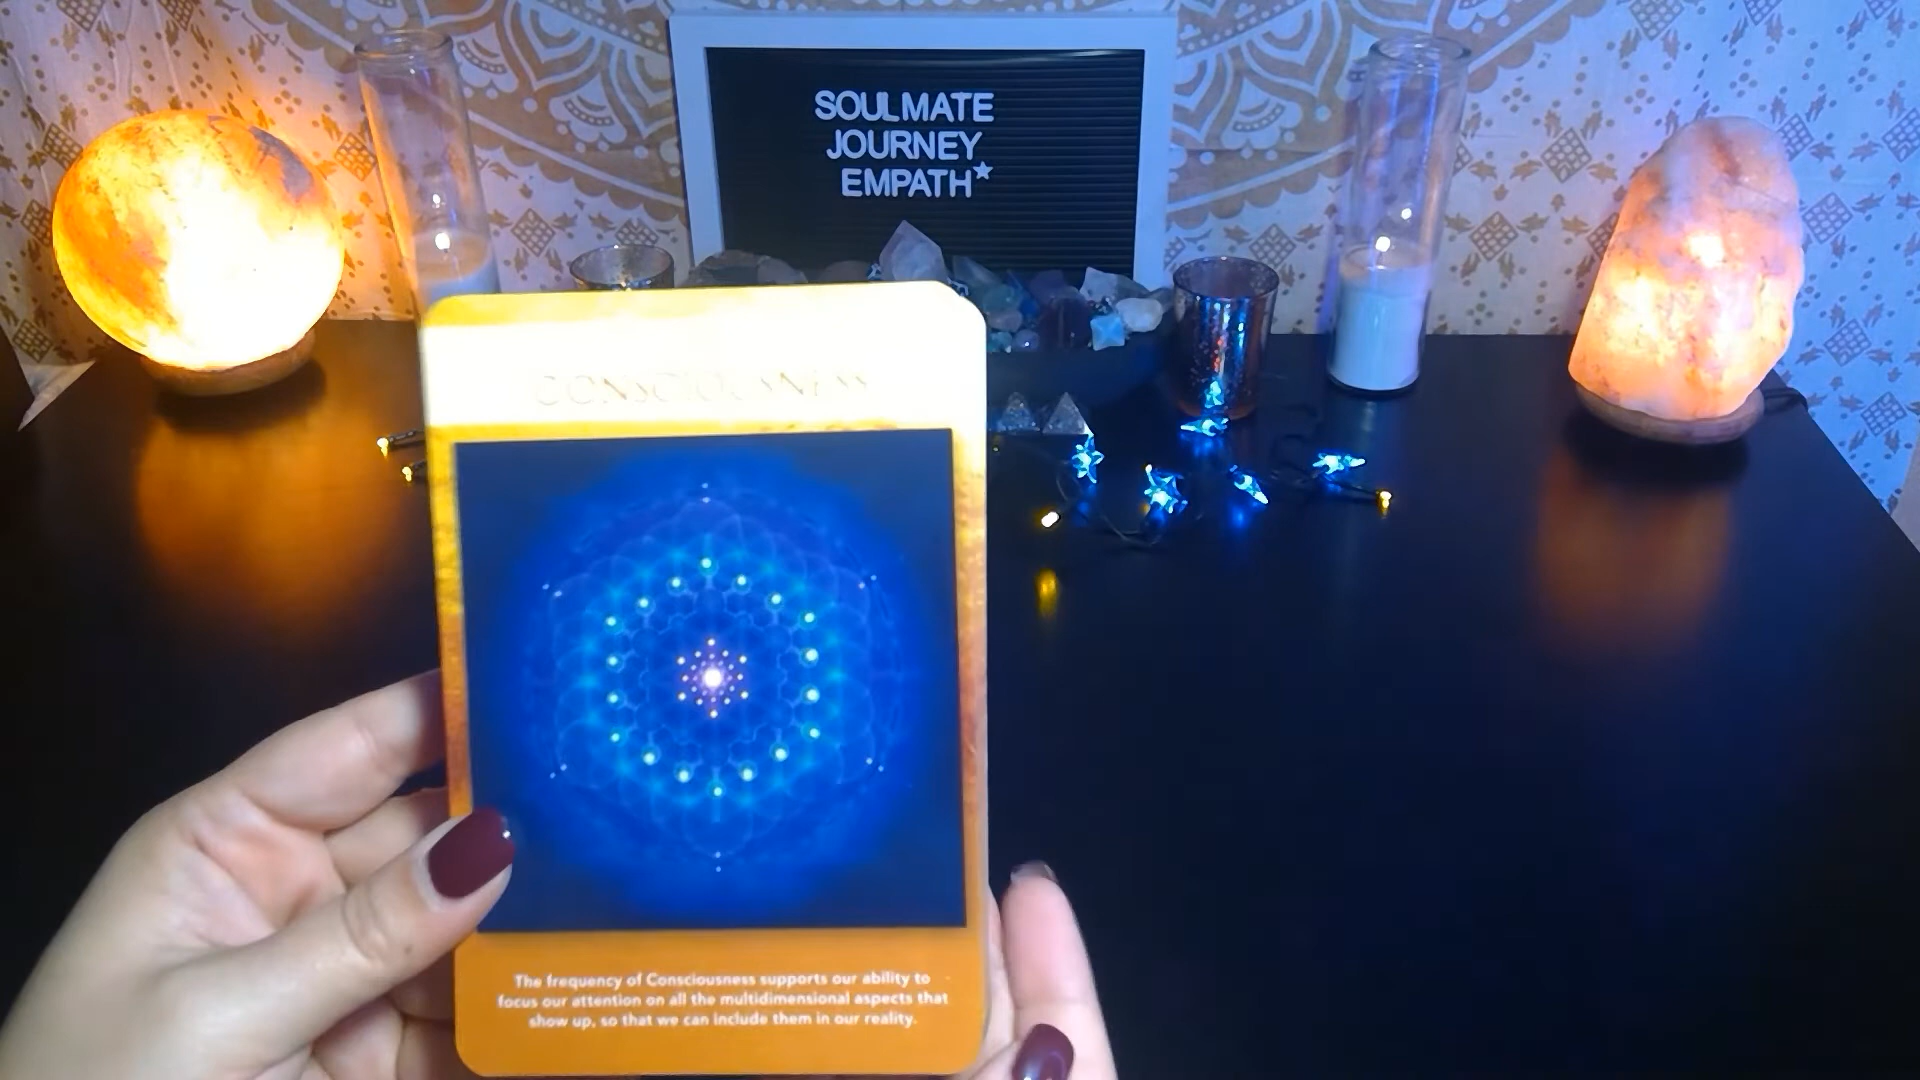 SOULMATE
JOURNEY
EMPATH*
CONSCIOUSNESS
The frequency of Consciousness supports our ability to
focus our attention on all the multidimensional aspects that
show up, so that we can include them in our reality.